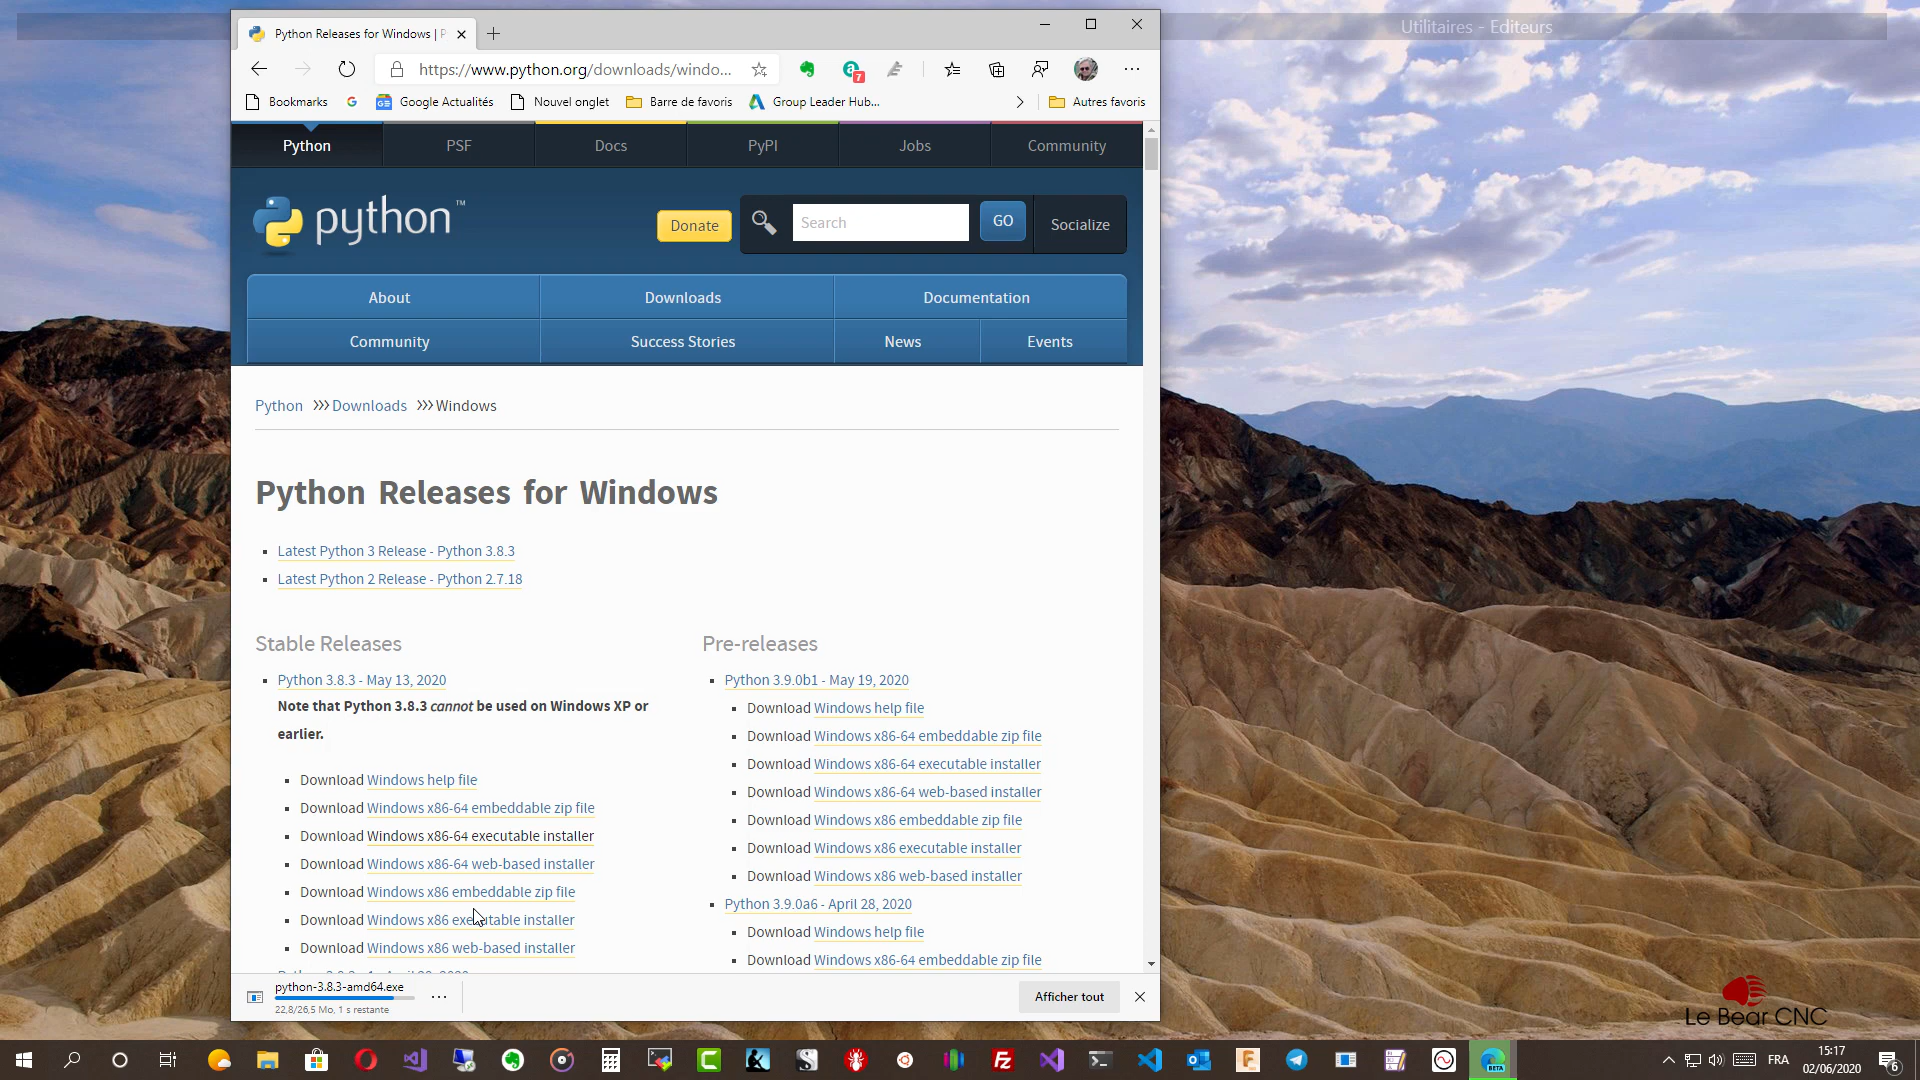 Utilitaires - Editeurs
Python Releases for Windows | P
https://www.python.org/downloads/windo...
7
Bookmarks
Google Actualités
Nouvel onglet
Barre de favoris
Group Leader Hub...
Autres favoris
Python
PSF
Docs
PyPI
Jobs
Community
python™
Donate
Search
GO
Socialize
About
Downloads
Documentation
Community
Success Stories
News
Events
Python >>> Downloads >>> Windows
Python Releases for Windows
Latest Python 3 Release - Python 3.8.3
Latest Python 2 Release - Python 2.7.18
Stable Releases
Python 3.8.3 - May 13, 2020
Note that Python 3.8.3 cannot be used on Windows XP or
earlier.
Download Windows help file
Download Windows x86-64 embeddable zip file
Download Windows x86-64 executable installer
Download Windows x86-64 web-based installer
Download Windows x86 embeddable zip file
Download Windows x86 executable installer
Download Windows x86 web-based installer
Pre-releases
Python 3.9.0b1 - May 19, 2020
Download Windows help file
Download Windows x86-64 embeddable zip file
Download Windows x86-64 executable installer
Download Windows x86-64 web-based installer
Download Windows x86 embeddable zip file
Download Windows x86 executable installer
Download Windows x86 web-based installer
Python 3.9.0a6 - April 28, 2020
Download Windows help file
Download Windows x86-64 embeddable zip file
python-3.8.3-amd64.exe
22,8/26,5 Mo, 1 s restante
Afficher tout
Le Bear CNC
BETA
FRA
15:17
02/06/2020
6